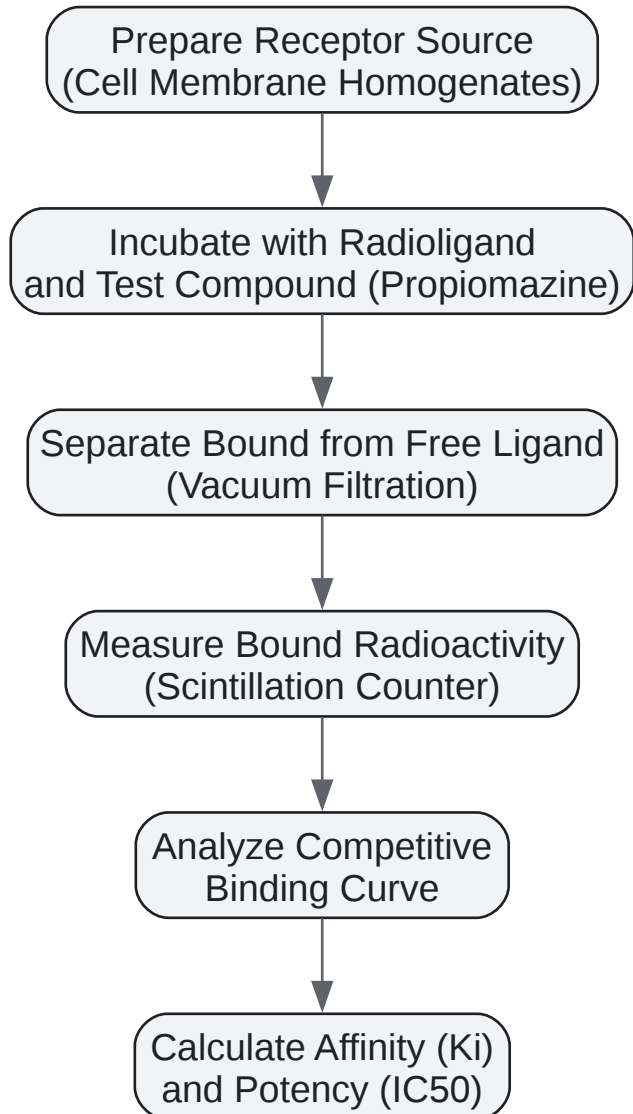 Prepare Receptor Source
(Cell Membrane Homogenates)
Incubate with Radioligand
and Test Compound (Propiomazine)
Separate Bound from Free Ligand
(Vacuum Filtration)
Measure Bound Radioactivity
(Scintillation Counter)
Analyze Competitive
Binding Curve
Calculate Affinity (Ki)
and Potency (IC50)